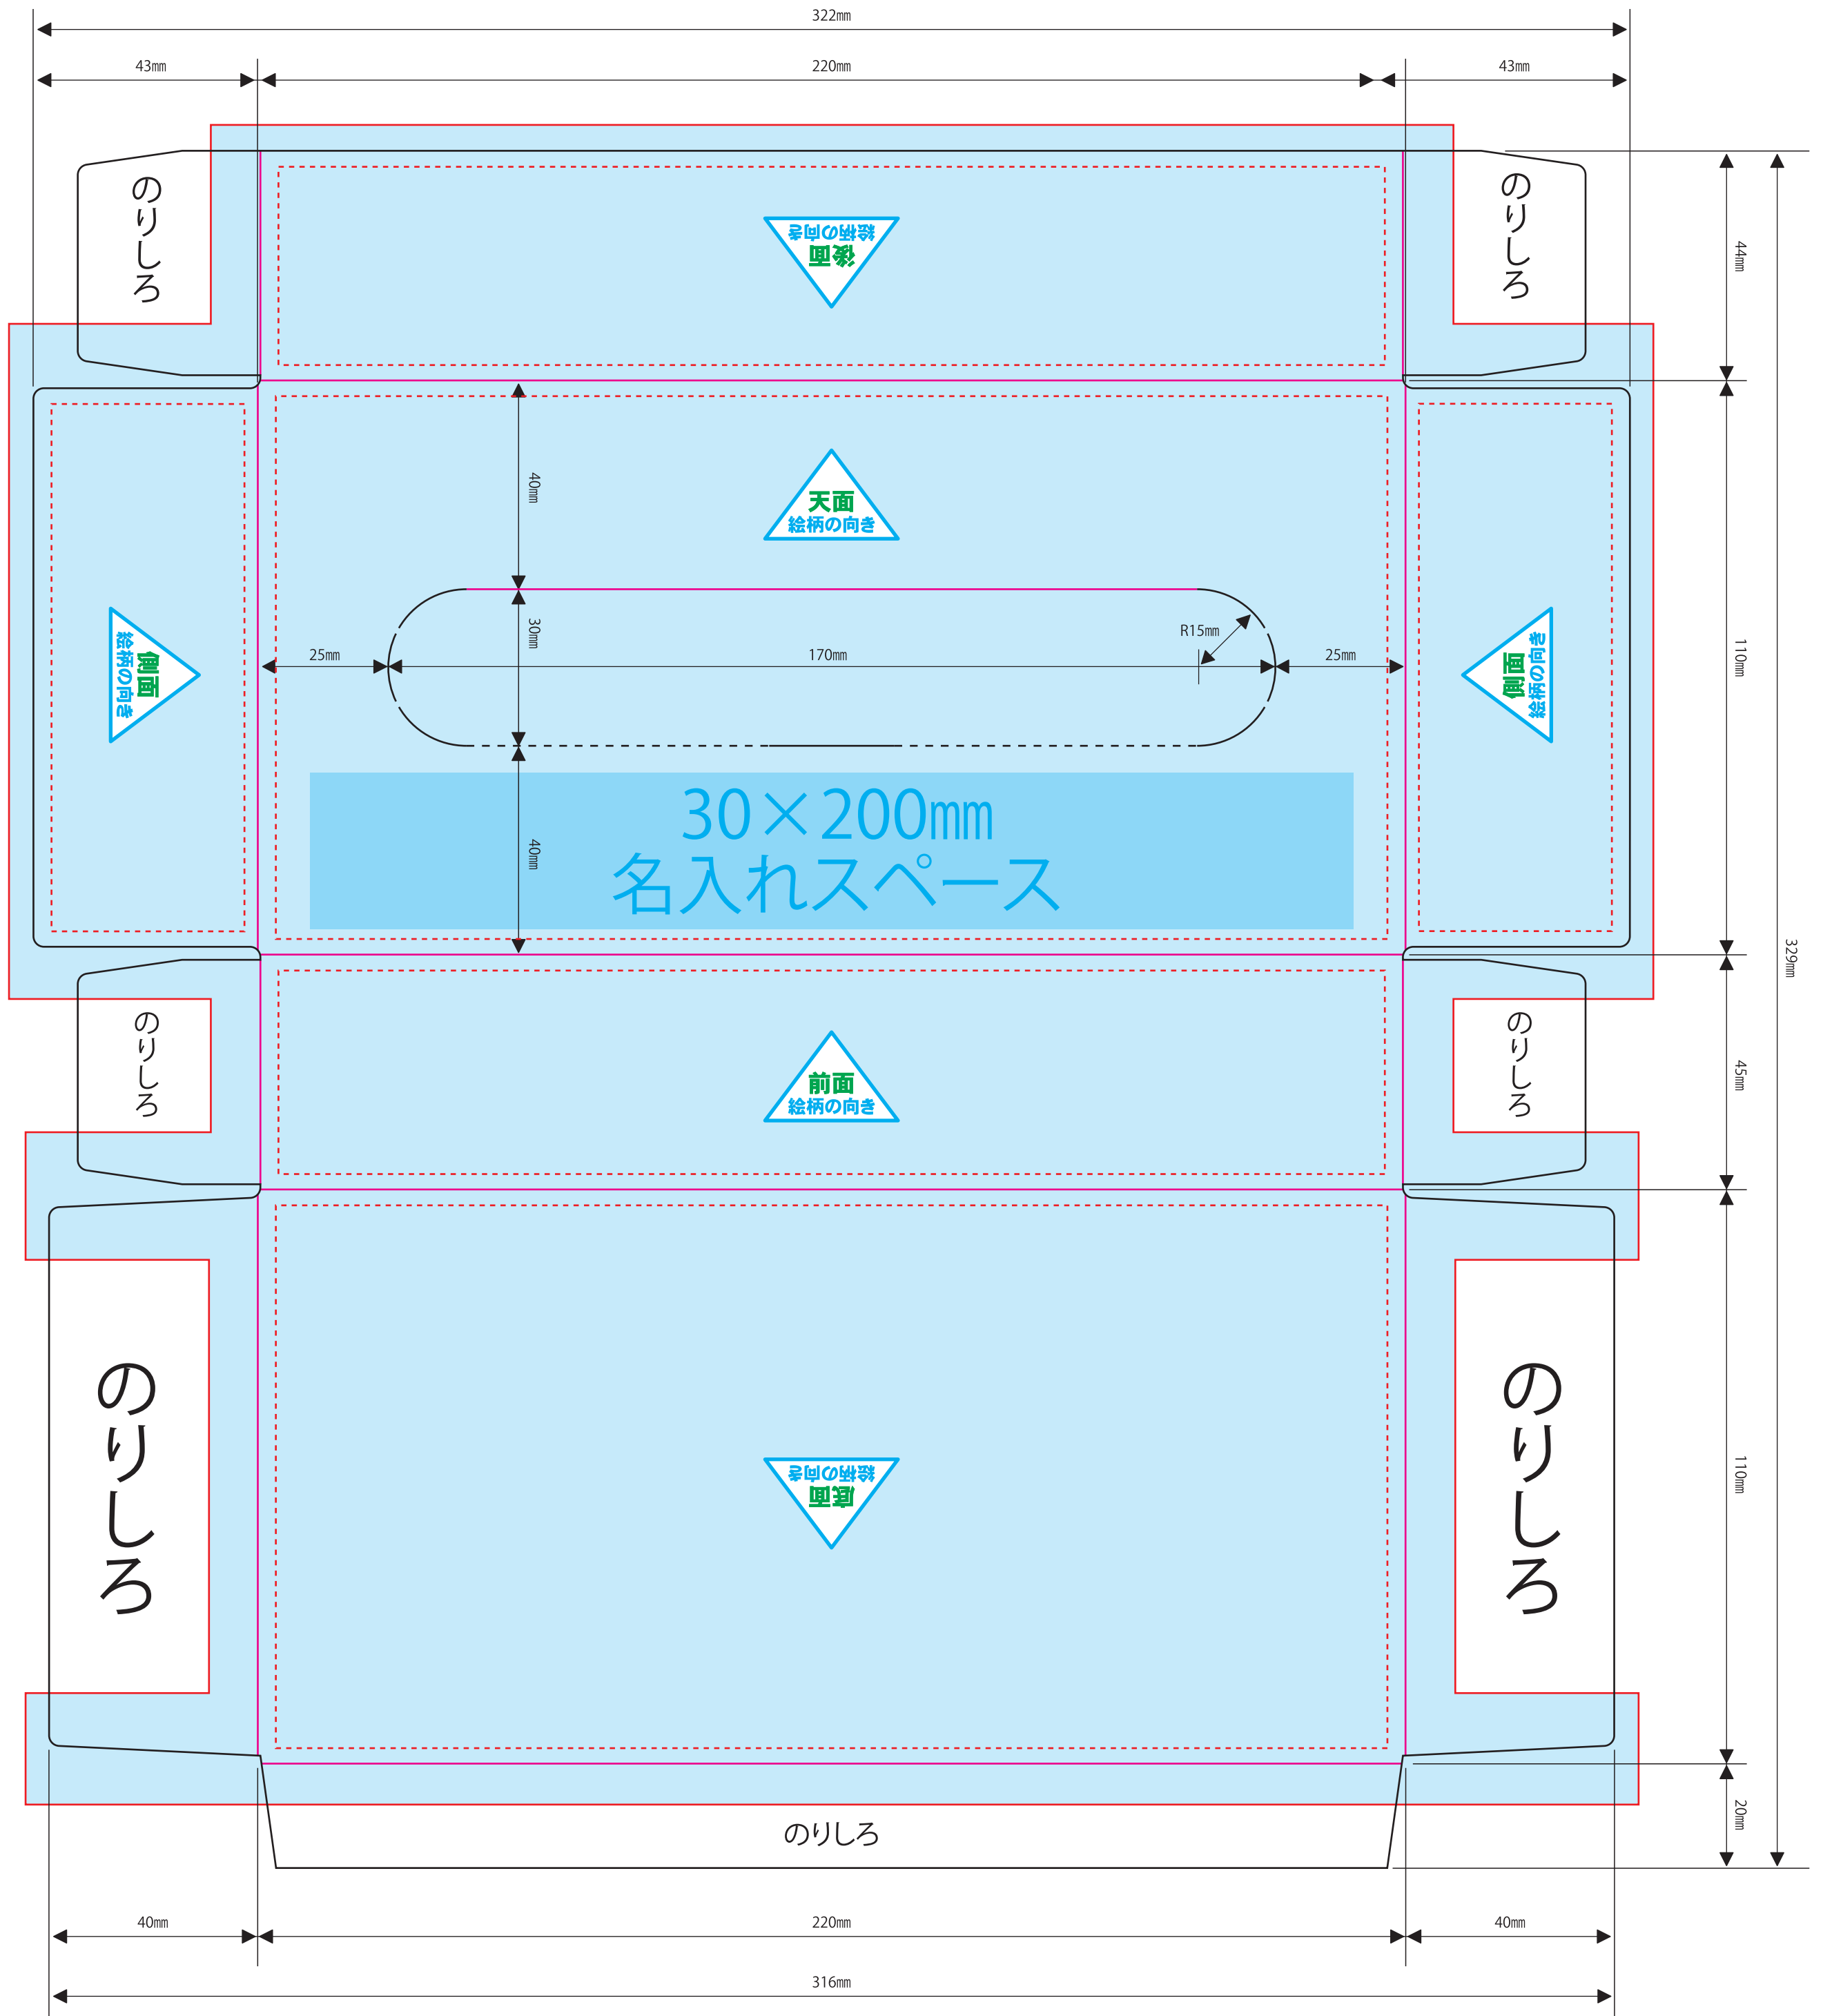 322㎜
43㎜
220㎜
43㎜
のりしろ
のりしろ
後面
絵柄の向き
44㎜
40㎜
天面
絵柄の向き
側面
絵柄の向き
30㎜
R15㎜
25㎜
170㎜
25㎜
側面
絵柄の向き
110㎜
30×200㎜
名入れスペース
40㎜
329㎜
のりしろ
前面
絵柄の向き
のりしろ
45㎜
のりしろ
底面
絵柄の向き
のりしろ
110㎜
のりしろ
20㎜
40㎜
220㎜
40㎜
316㎜